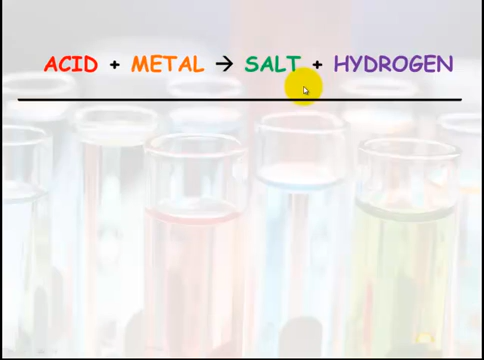 ACID + METAL → SALT + HYDROGEN